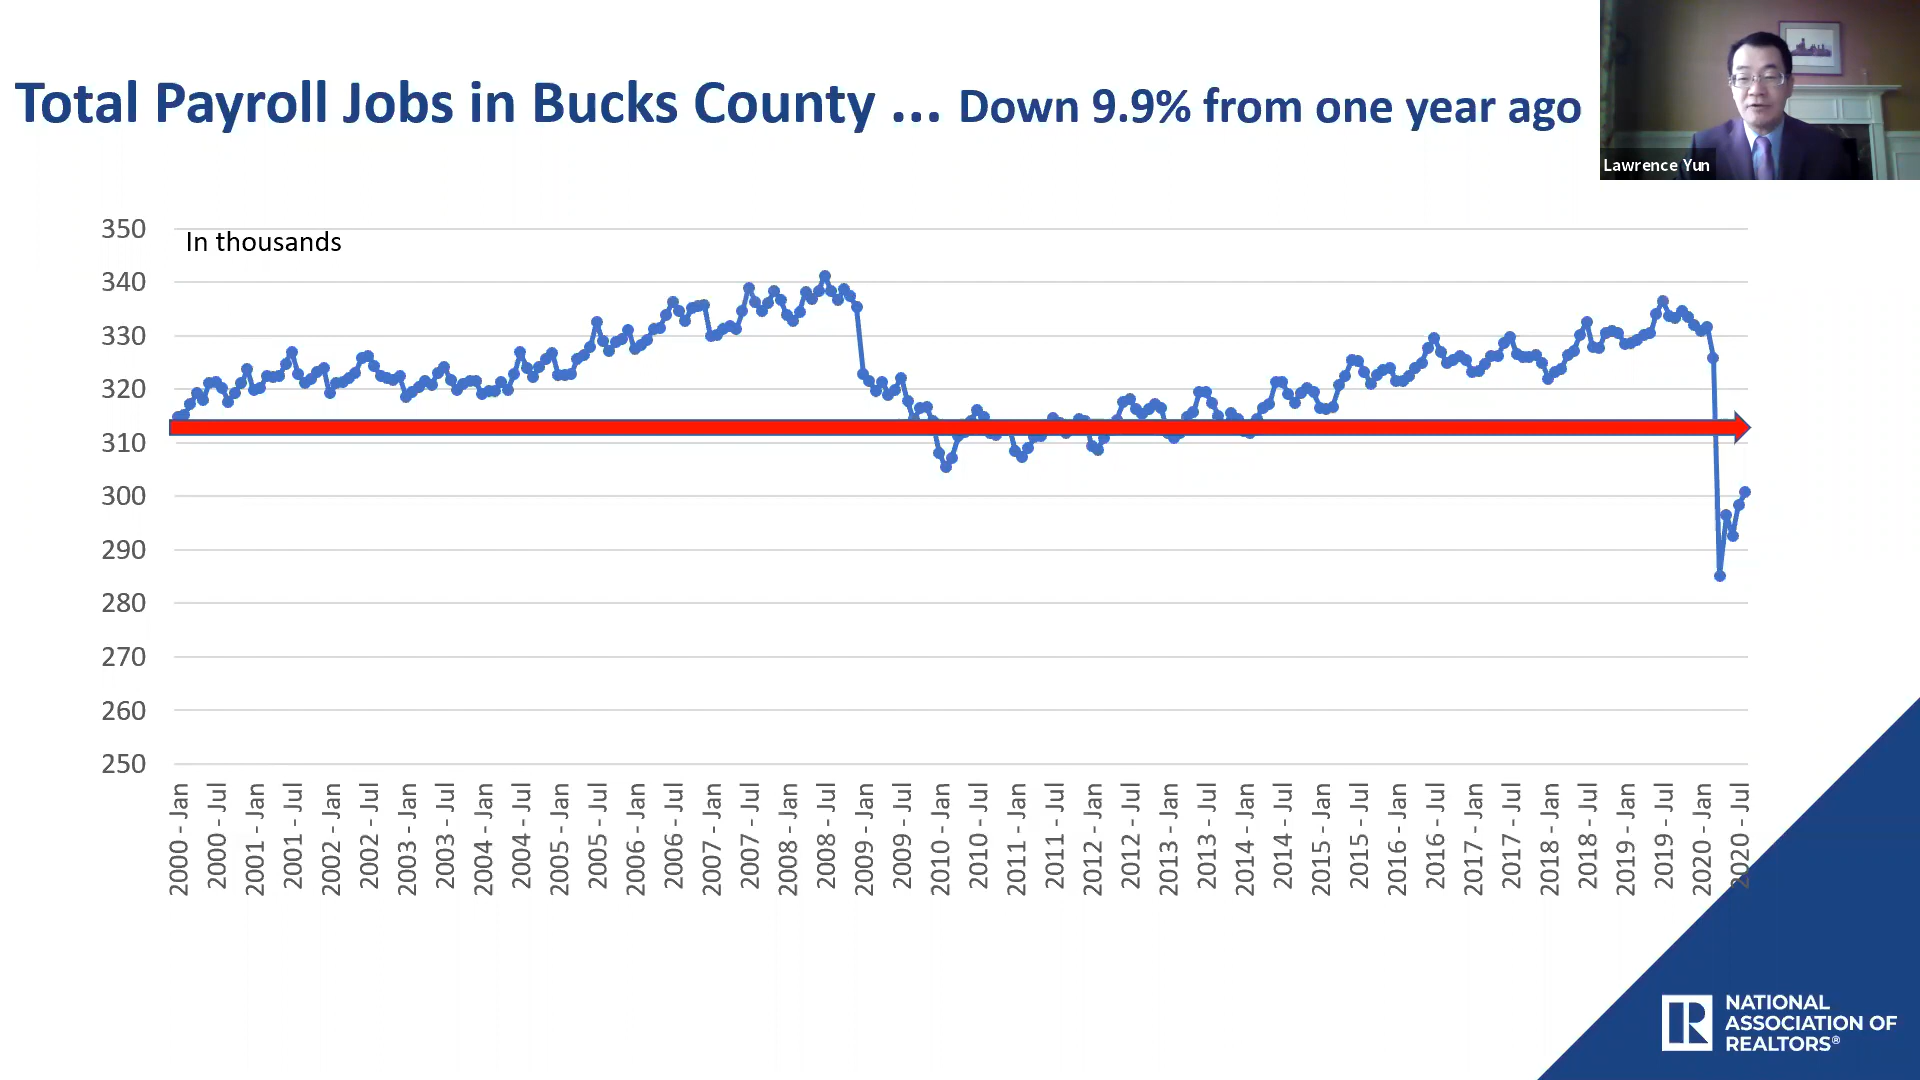 Total Payroll Jobs in Bucks County ... Down 9.9% from one year ago
Lawrence Yun
In thousands
350
340
330
320
310
300
290
280
270
260
250
2000 - Jan
2000 - Jul
2001 - Jan
2001 - Jul
2002 - Jan
2002 - Jul
2003 - Jan
2003 - Jul
2004 - Jan
2004 - Jul
2005 - Jan
2005 - Jul
2006 - Jan
2006 - Jul
2007 - Jan
2007 - Jul
2008 - Jan
2008 - Jul
2009 - Jan
2009 - Jul
2010 - Jan
2010 - Jul
2011 - Jan
2011 - Jul
2012 - Jan
2012 - Jul
2013 - Jan
2013 - Jul
2014 - Jan
2014 - Jul
2015 - Jan
2015 - Jul
2016 - Jan
2016 - Jul
2017 - Jan
2017 - Jul
2018 - Jan
2018 - Jul
2019 - Jan
2019 - Jul
2020 - Jan
2020 - Jul
R
NATIONAL
ASSOCIATION OF
REALTORS®